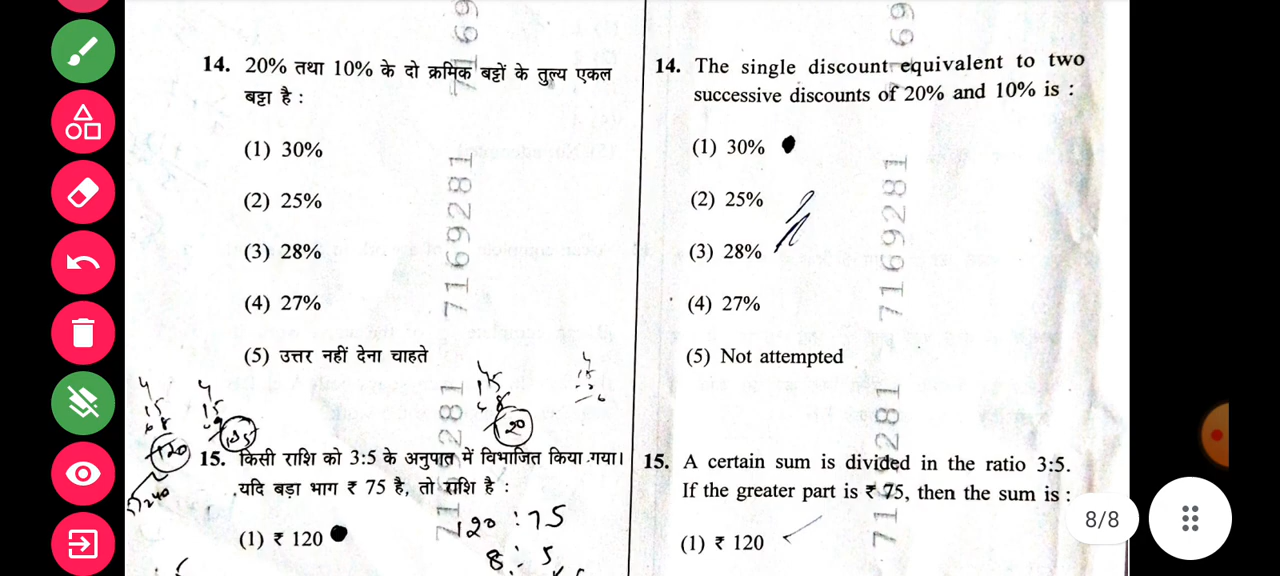 14. 20% तथा 10% के दो क्रमिक बट्टों के तुल्य एकल
बट्टा है :
(1) 30%
(2) 25%
(3) 28%
(4) 27%
(5) उत्तर नहीं देना चाहते
15. किसी राशि को 3:5 के अनुपात में विभाजित किया गया।
यदि बड़ा भाग ₹ 75 है, तो राशि है :
(1) ₹ 120
120 : 75
8 : 5
20
7169281
14. The single discount equivalent to two
successive discounts of 20% and 10% is :
(1) 30%
(2) 25%
(3) 28%
(4) 27%
(5) Not attempted
15. A certain sum is divided in the ratio 3:5.
If the greater part is ₹ 75, then the sum is :
(1) ₹ 120
7169281
8/8